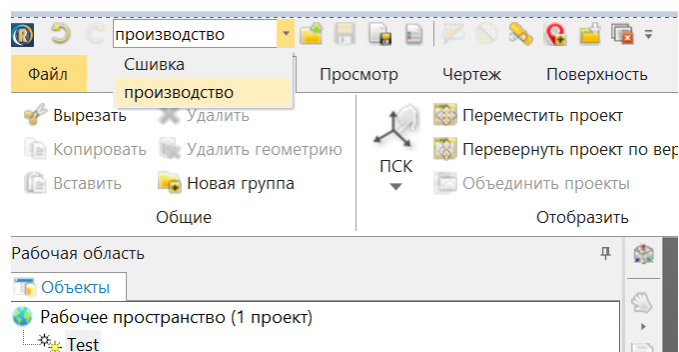 производство
Сшивка
производство
Файл Просмотр Чертеж Поверхность
Вырезать Удалить Переместить проект
Копировать Удалить геометрию ПСК Перевернуть проект по вер
Вставить Новая группа Объединить проекты
Общие Отобразить
Рабочая область
Объекты
Рабочее пространство (1 проект)
Test